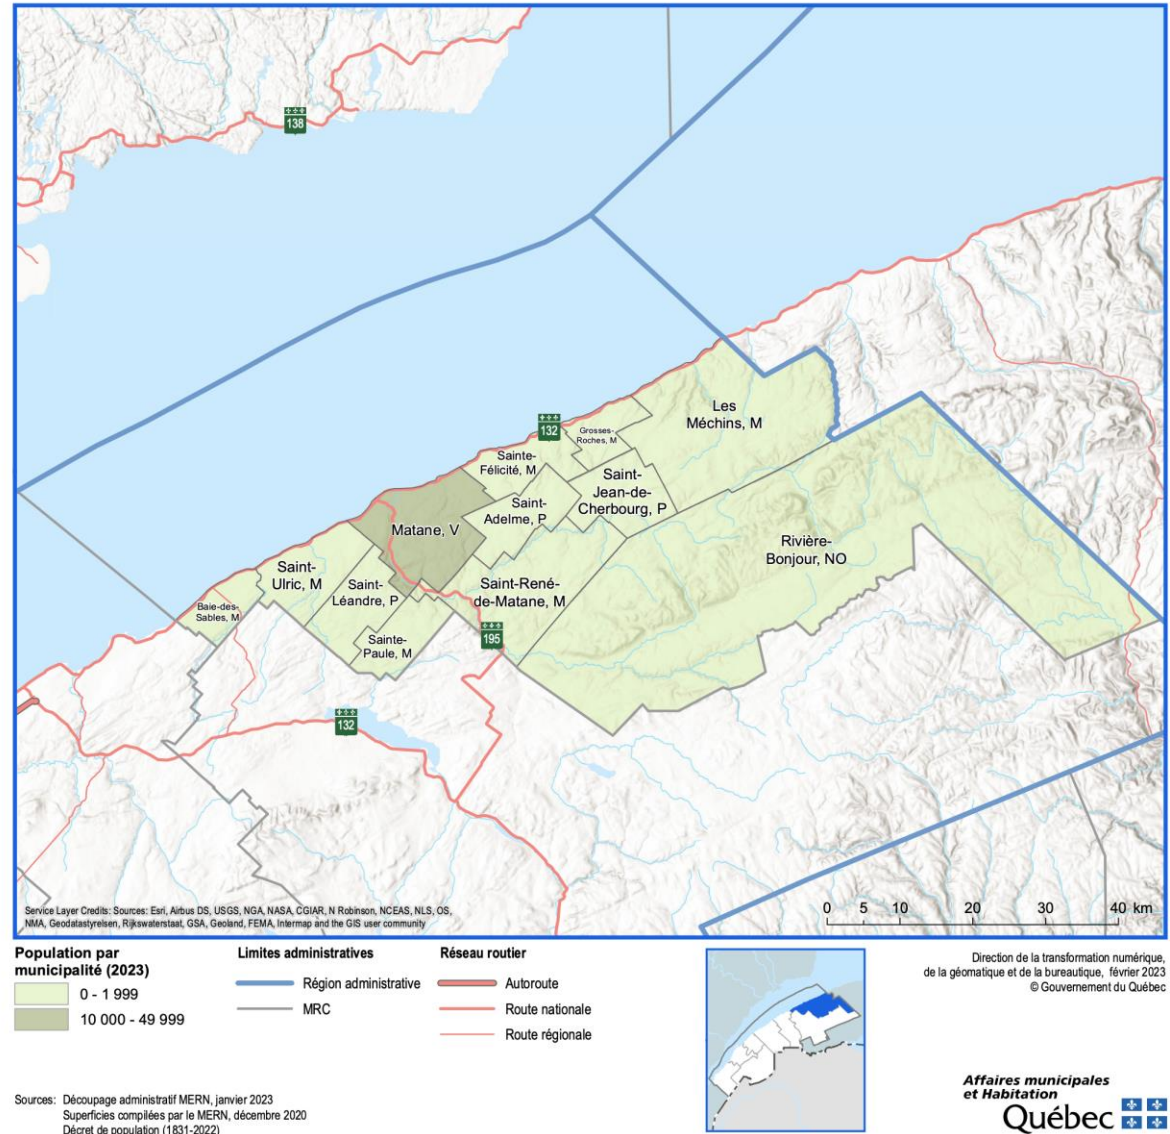 138
132
Les
Méchins, M
Grosses-
Roches, M
Sainte-
Félicité, M
Saint-
Jean-de-
Cherbourg, P
Saint-
Adelme, P
Matane, V
Rivière-
Bonjour, NO
Saint-
Ulric, M
Saint-
Léandre, P
Saint-René-
de-Matane, M
Baie-des-
Sables, M
Sainte-
Paule, M
195
132
Service Layer Credits: Sources: Esri, Airbus DS, USGS, NGA, NASA, CGIAR, N Robinson, NCEAS, NLS, OS,
NMA, Geodatastyrelsen, Rijkswaterstaat, GSA, Geoland, FEMA, Intermap and the GIS user community
0 5 10 20 30 40 km
Population par
municipalité (2023)
0 - 1 999
10 000 - 49 999
Limites administratives
Région administrative
MRC
Réseau routier
Autoroute
Route nationale
Route régionale
Direction de la transformation numérique,
de la géomatique et de la bureautique, février 2023
© Gouvernement du Québec
Sources: Découpage administratif MERN, janvier 2023
Superficies compilées par le MERN, décembre 2020
Décret de population (1831-2022)
Affaires municipales
et Habitation
Québec